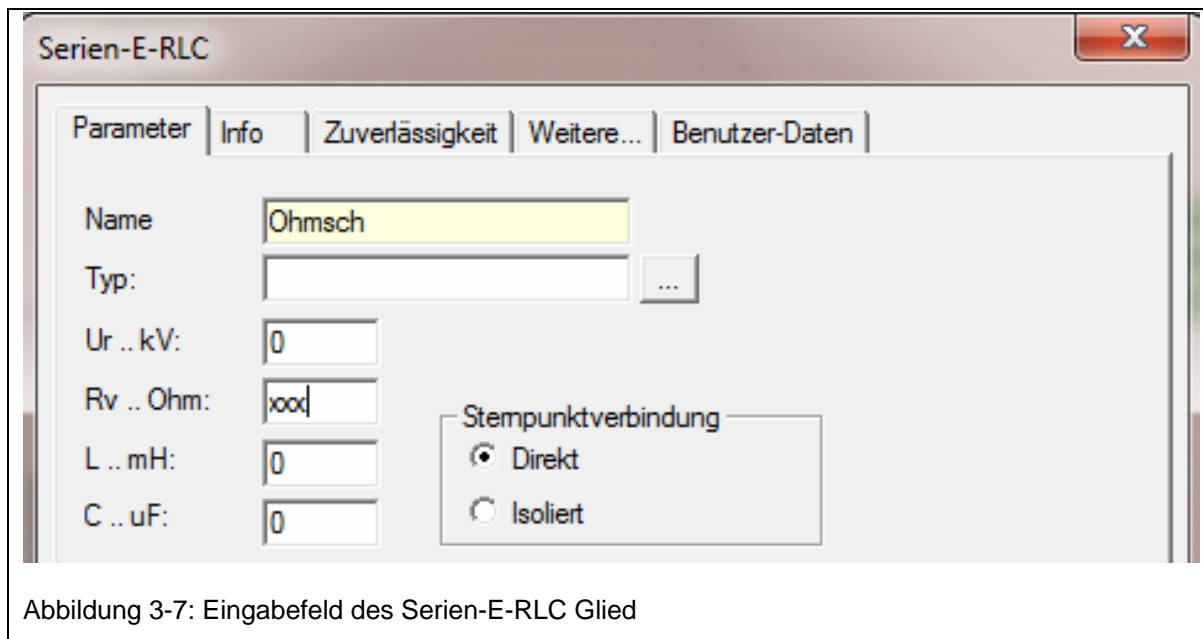 Serien-E-RLC
Parameter Info Zuverlässigkeit Weitere... Benutzer-Daten
Name Ohmsch
Typ: ...
Ur .. kV: 0
Rv .. Ohm: xxx
Sternpunktverbindung
Direkt
L .. mH: 0
Isoliert
C .. uF: 0
Abbildung 3-7: Eingabefeld des Serien-E-RLC Glied